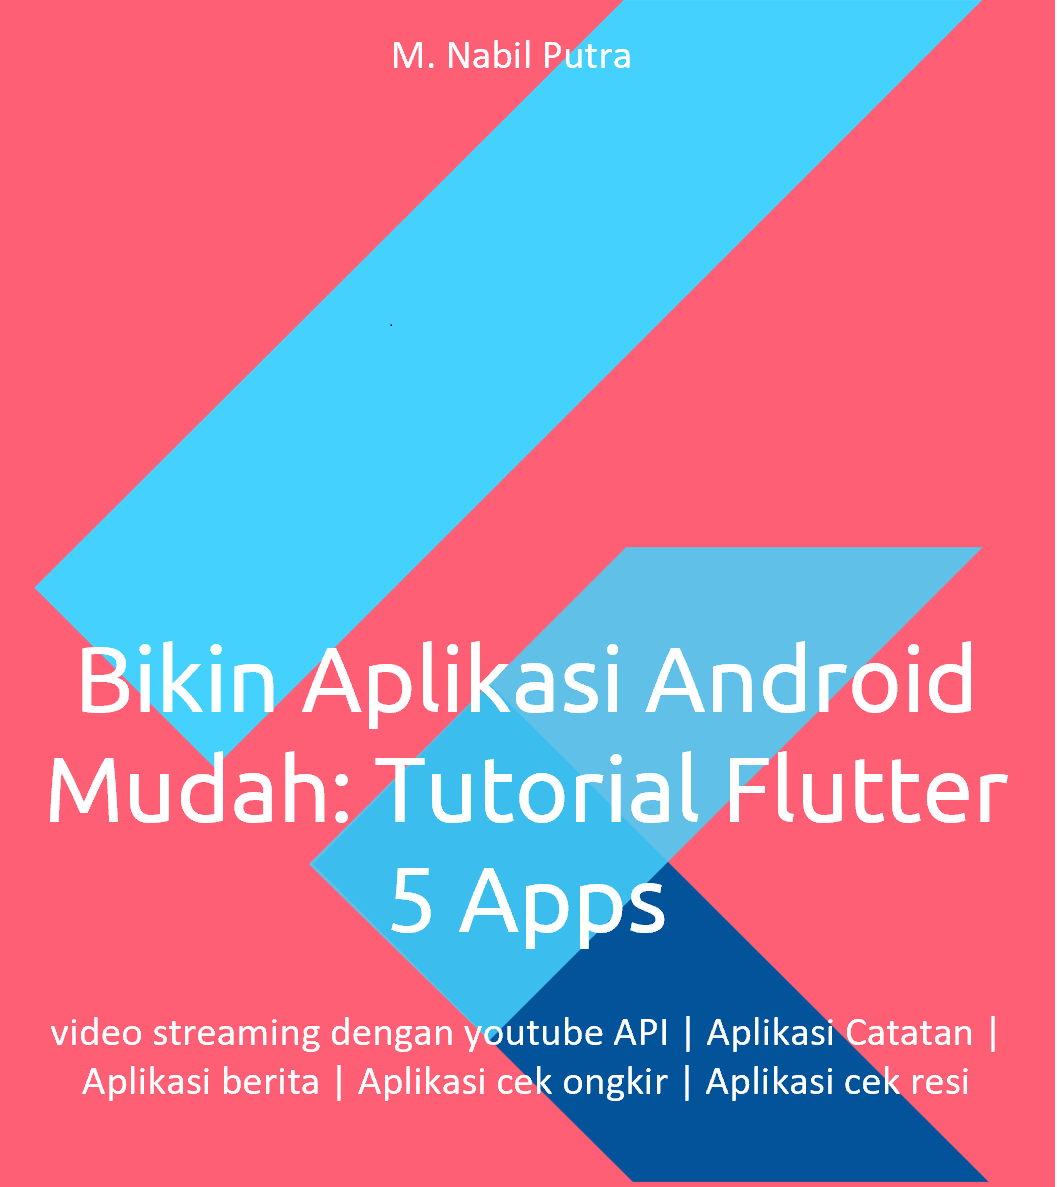 M. Nabil Putra
Bikin Aplikasi Android
Mudah: Tutorial Flutter
5 Apps
video streaming dengan youtube API | Aplikasi Catatan |
Aplikasi berita | Aplikasi cek ongkir | Aplikasi cek resi